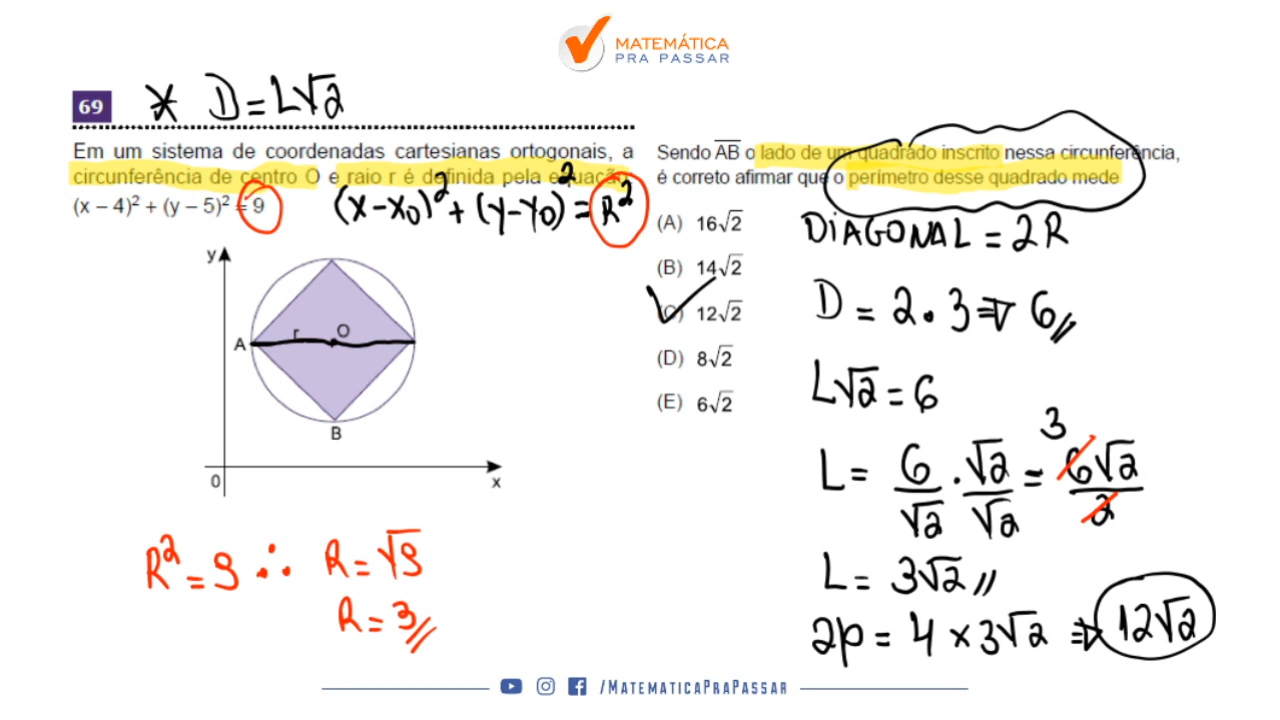 MATEMÁTICA
PRA PASSAR
69
* D = L√2
Em um sistema de coordenadas cartesianas ortogonais, a
circunferência de centro O e raio r é definida pela equação
(x – 4)² + (y – 5)² = 9
(x-x₀)² + (y-y₀)² = R²
y
A
r
O
B
0
x
R² = 9 ∴ R = √9
R = 3//
Sendo A̅B̅ o lado de um quadrado inscrito nessa circunferência,
é correto afirmar que o perímetro desse quadrado mede
(A) 16√2
(B) 14√2
(C) 12√2
(D) 8√2
(E) 6√2
DIAGONAL = 2R
D = 2 . 3 ⇒ 6//
L√2 = 6
3
L = 6/√2 . √2/√2 = 6√2/2
L = 3√2 //
2p = 4 × 3√2 ⇒ 12√2
/MATEMATICAPRAPASSAR